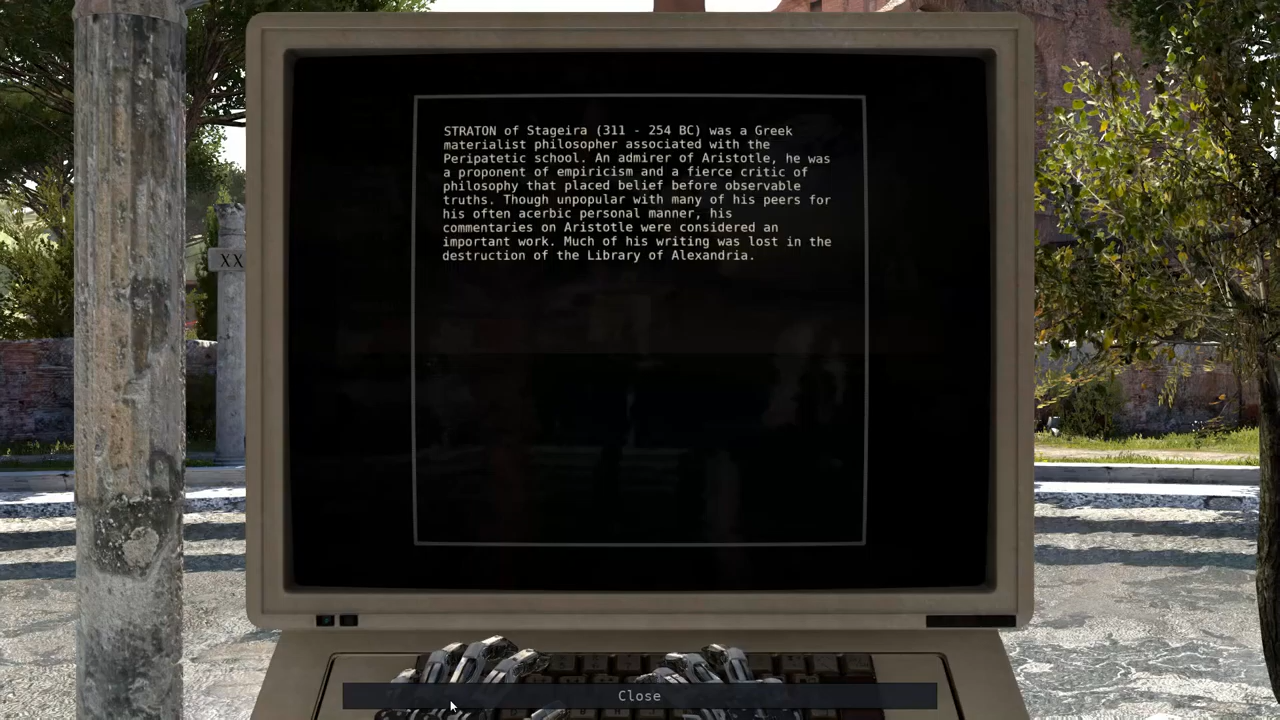 STRATON of Stageira (311 - 254 BC) was a Greek
materialist philosopher associated with the
Peripatetic school. An admirer of Aristotle, he was
a proponent of empiricism and a fierce critic of
philosophy that placed belief before observable
truths. Though unpopular with many of his peers for
his often acerbic personal manner, his
commentaries on Aristotle were considered an
important work. Much of his writing was lost in the
destruction of the Library of Alexandria.
XX
Close